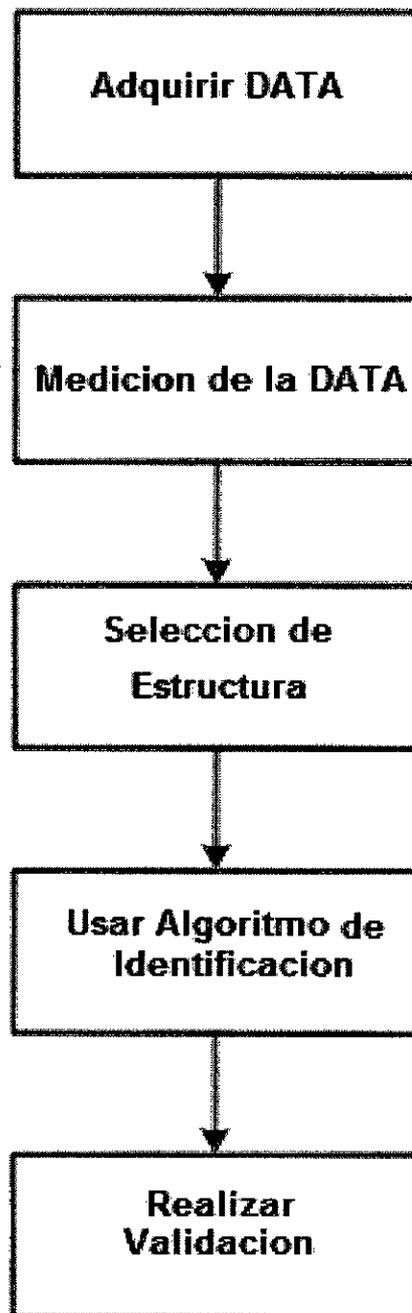 Adquirir DATA
Medicion de la DATA
Seleccion de
Estructura
Usar Algoritmo de
Identificacion
Realizar
Validacion